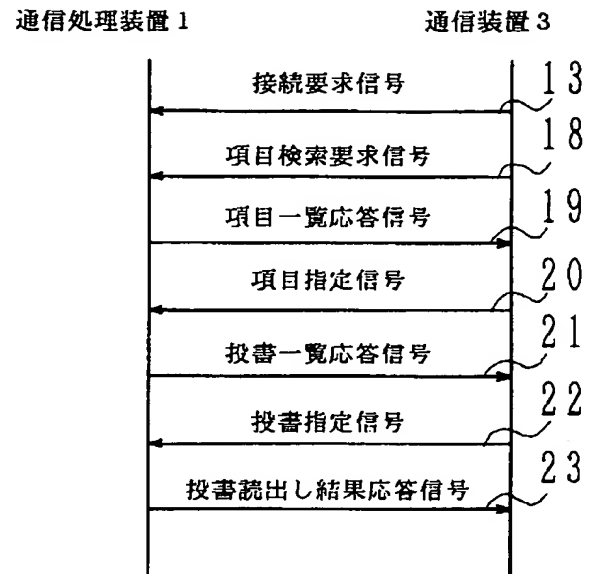 通信処理装置1 通信装置3
接続要求信号 13
項目検索要求信号 18
項目一覧応答信号 19
項目指定信号 20
投書一覧応答信号 21
投書指定信号 22
投書読出し結果応答信号 23